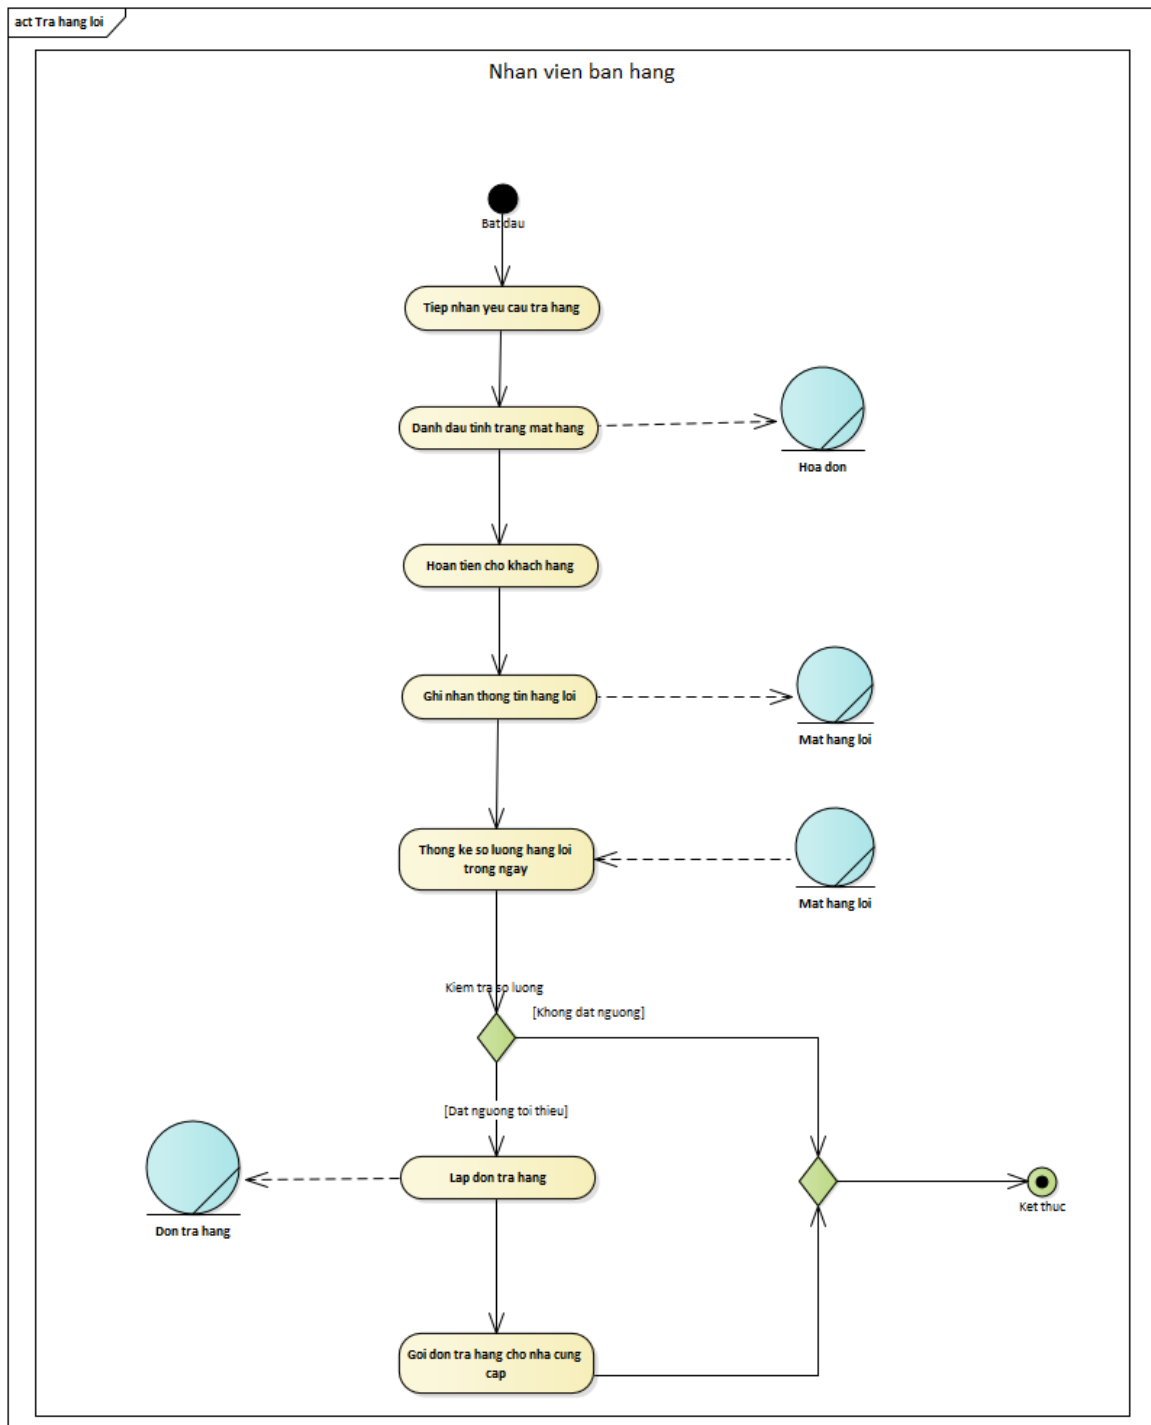 act Tra hang loi
Nhan vien ban hang
Bat dau
Tiep nhan yeu cau tra hang
Danh dau tinh trang mat hang
Hoa don
Hoan tien cho khach hang
Ghi nhan thong tin hang loi
Mat hang loi
Thong ke so luong hang loi
trong ngay
Mat hang loi
Kiem tra so luong
[Khong dat nguong]
[Dat nguong toi thieu]
Lap don tra hang
Don tra hang
Ket thuc
Goi don tra hang cho nha cung
cap